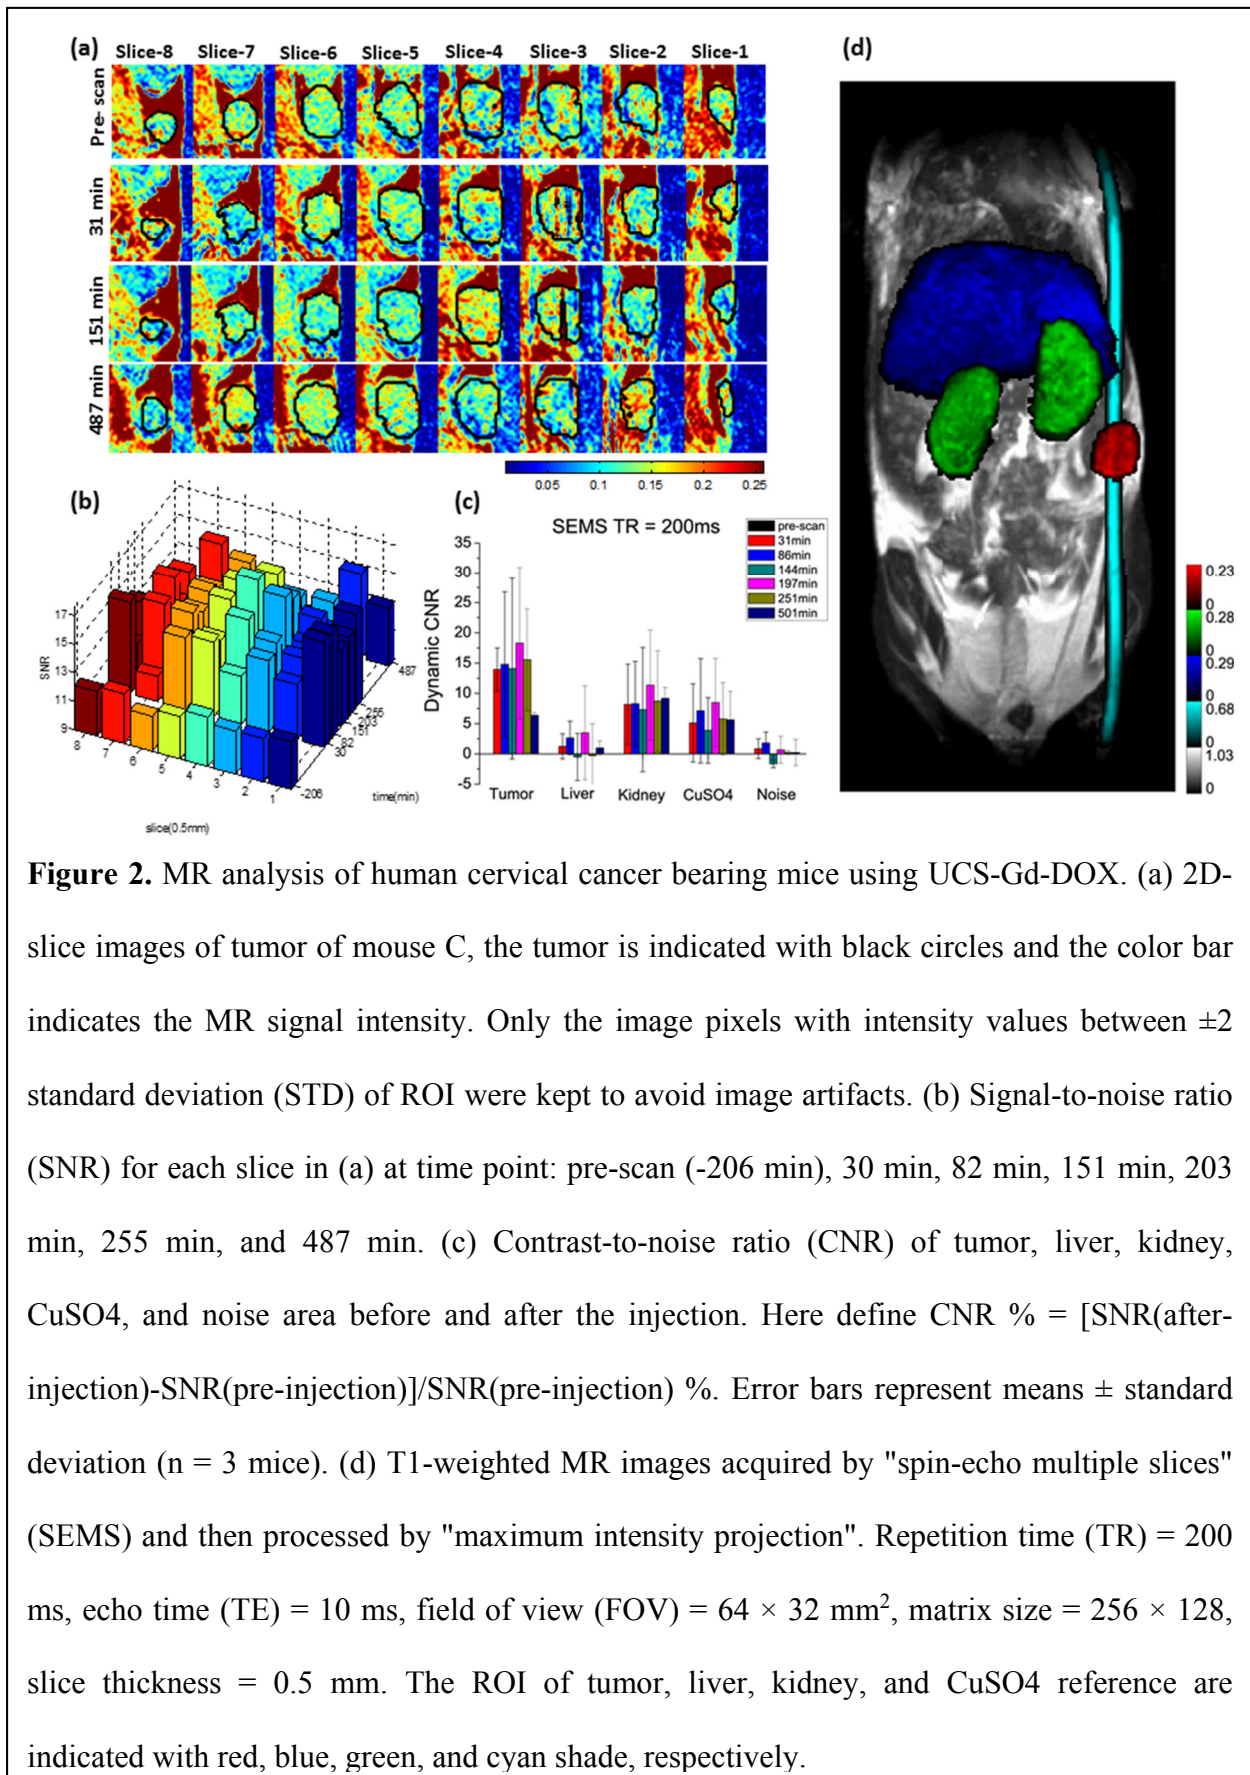 (a) Slice-8 Slice-7 Slice-6 Slice-5 Slice-4 Slice-3 Slice-2 Slice-1
Pre- scan
31 min
151 min
487 min
0.05 0.1 0.15 0.2 0.25
(b)
SNR
17
15
13
11
9
8 7 6 5 4 3 2 1
slice(0.5mm)
-206 30 82 151 203 255 487
time(min)
(c)
SEMS TR = 200ms
Dynamic CNR
35
30
25
20
15
10
5
0
-5
Tumor Liver Kidney CuSO4 Noise
pre-scan
31min
86min
144min
197min
251min
501min
(d)
0.23
0
0.28
0
0.29
0
0.68
0
1.03
0
Figure 2. MR analysis of human cervical cancer bearing mice using UCS-Gd-DOX. (a) 2D-
slice images of tumor of mouse C, the tumor is indicated with black circles and the color bar
indicates the MR signal intensity. Only the image pixels with intensity values between ±2
standard deviation (STD) of ROI were kept to avoid image artifacts. (b) Signal-to-noise ratio
(SNR) for each slice in (a) at time point: pre-scan (-206 min), 30 min, 82 min, 151 min, 203
min, 255 min, and 487 min. (c) Contrast-to-noise ratio (CNR) of tumor, liver, kidney,
CuSO4, and noise area before and after the injection. Here define CNR % = [SNR(after-
injection)-SNR(pre-injection)]/SNR(pre-injection) %. Error bars represent means ± standard
deviation (n = 3 mice). (d) T1-weighted MR images acquired by "spin-echo multiple slices"
(SEMS) and then processed by "maximum intensity projection". Repetition time (TR) = 200
ms, echo time (TE) = 10 ms, field of view (FOV) = 64 × 32 mm², matrix size = 256 × 128,
slice thickness = 0.5 mm. The ROI of tumor, liver, kidney, and CuSO4 reference are
indicated with red, blue, green, and cyan shade, respectively.